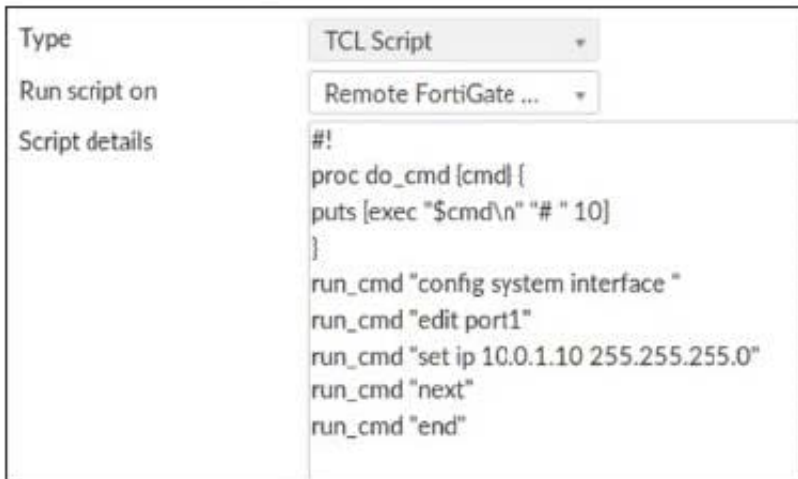 Type TCL Script
Run script on Remote FortiGate ...
Script details
#!
proc do_cmd {cmd} {
puts [exec "$cmd\n" "# " 10]
}
run_cmd "config system interface "
run_cmd "edit port1"
run_cmd "set ip 10.0.1.10 255.255.255.0"
run_cmd "next"
run_cmd "end"